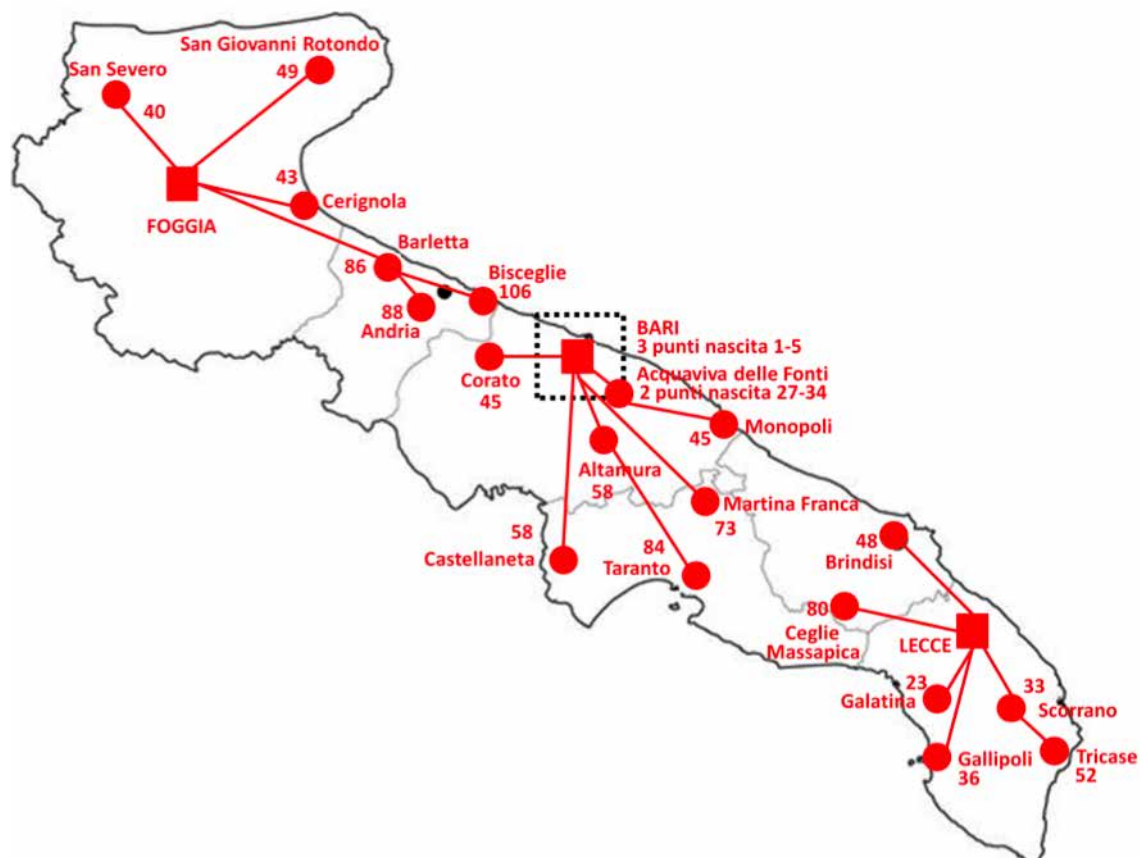 San Giovanni Rotondo
49
San Severo
40
43
Cerignola
FOGGIA
Barletta
86
Bisceglie
106
88
Andria
BARI
3 punti nascita 1-5
Acquaviva delle Fonti
2 punti nascita 27-34
Corato
45
45
Monopoli
Altamura
58
Martina Franca
73
58
Castellaneta
84
Taranto
48
Brindisi
80
Ceglie
Massapica
LECCE
23
Galatina
33
Scorrano
Gallipoli
36
Tricase
52